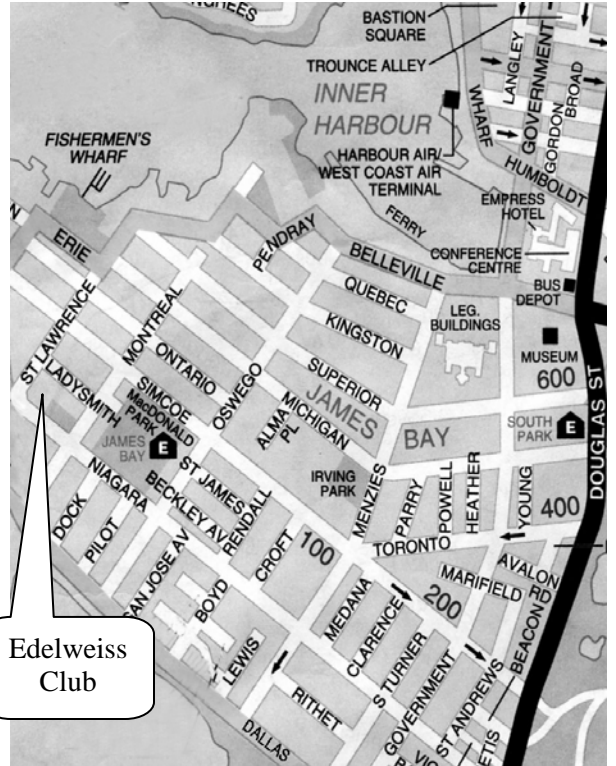 BASTION
SQUARE
TROUNCE ALLEY
LANGLEY
GOVERNMENT
BROAD
GORDON
WHARF
INNER
HARBOUR
HARBOUR AIR/
WEST COAST AIR
TERMINAL
HUMBOLDT
FISHERMEN'S
WHARF
EMPRESS
HOTEL
FERRY
CONFERENCE
CENTRE
BUS
DEPOT
ERIE
PENDRAY
BELLEVILLE
QUEBEC
KINGSTON
SUPERIOR
LEG.
BUILDINGS
MUSEUM
600
DOUGLAS ST
ST LAWRENCE
MONTREAL
ONTARIO
OSWEGO
LADYSMITH
SIMCOE
MacDONALD
PARK
JAMES
BAY
E
MICHIGAN
ALMA
PL
JAMES
BAY
SOUTH
PARK
E
IRVING
PARK
MENZIES
PARRY
POWELL
HEATHER
YOUNG
400
NIAGARA
ST JAMES
BECKLEY AV
RENDALL
DOCK
PILOT
SAN JOSE AV
BOYD
CROFT
LEWIS
100
TORONTO
AVALON
RD
MARIFIELD
200
MEDANA
CLARENCE
S TURNER
GOVERNMENT
ST ANDREWS
BEACON
RITHET
DALLAS
Edelweiss
Club